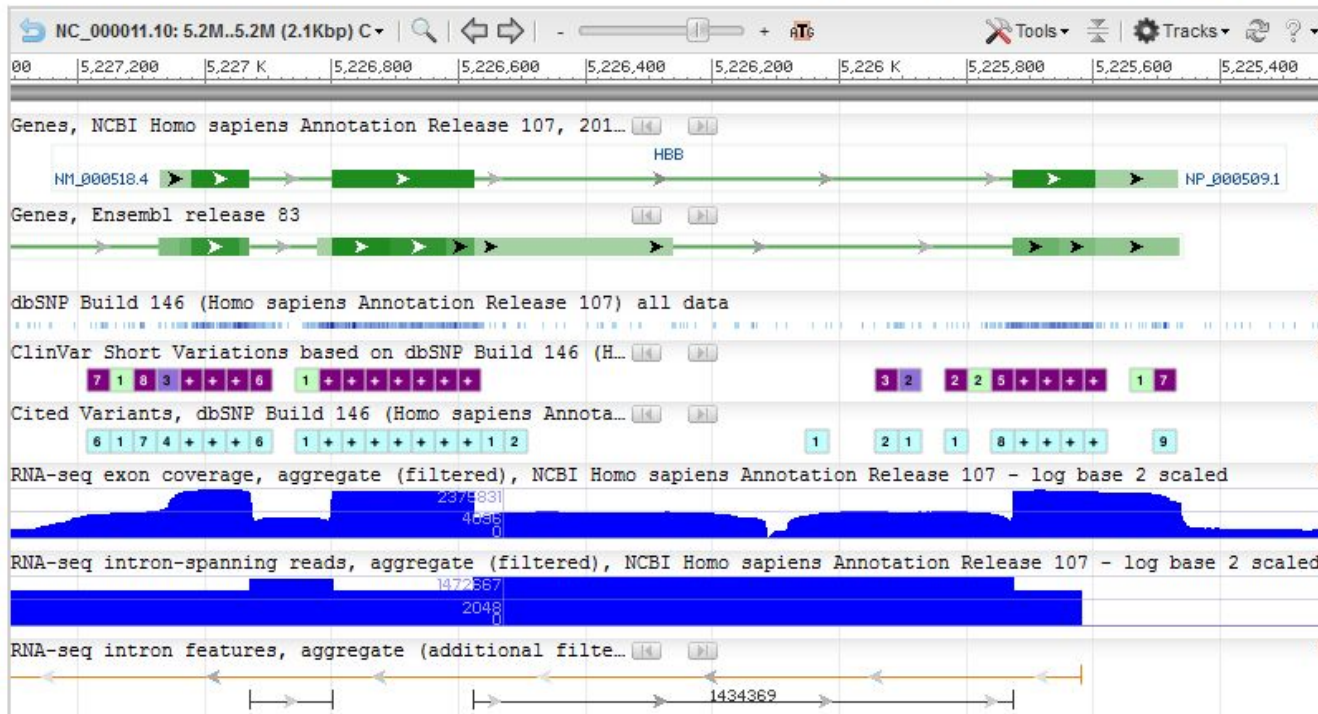 NC_000011.10: 5.2M..5.2M (2.1Kbp) C - + ATG Tools Tracks ?
00 5,227,200 5,227 K 5,226,800 5,226,600 5,226,400 5,226,200 5,226 K 5,225,800 5,225,600 5,225,400
Genes, NCBI Homo sapiens Annotation Release 107, 201…
HBB
NM_000518.4 NP_000509.1
Genes, Ensembl release 83
dbSNP Build 146 (Homo sapiens Annotation Release 107) all data
ClinVar Short Variations based on dbSNP Build 146 (H…
7 1 8 3 + + + 6 1 + + + + + + + 3 2 2 2 5 + + + + 1 7
Cited Variants, dbSNP Build 146 (Homo sapiens Annota…
6 1 7 4 + + + 6 1 + + + + + + + 1 2 1 2 1 1 8 + + + + 9
RNA-seq exon coverage, aggregate (filtered), NCBI Homo sapiens Annotation Release 107 - log base 2 scaled
2375831
4096
0
RNA-seq intron-spanning reads, aggregate (filtered), NCBI Homo sapiens Annotation Release 107 - log base 2 scaled
1472667
2048
0
RNA-seq intron features, aggregate (additional filte…
1434369